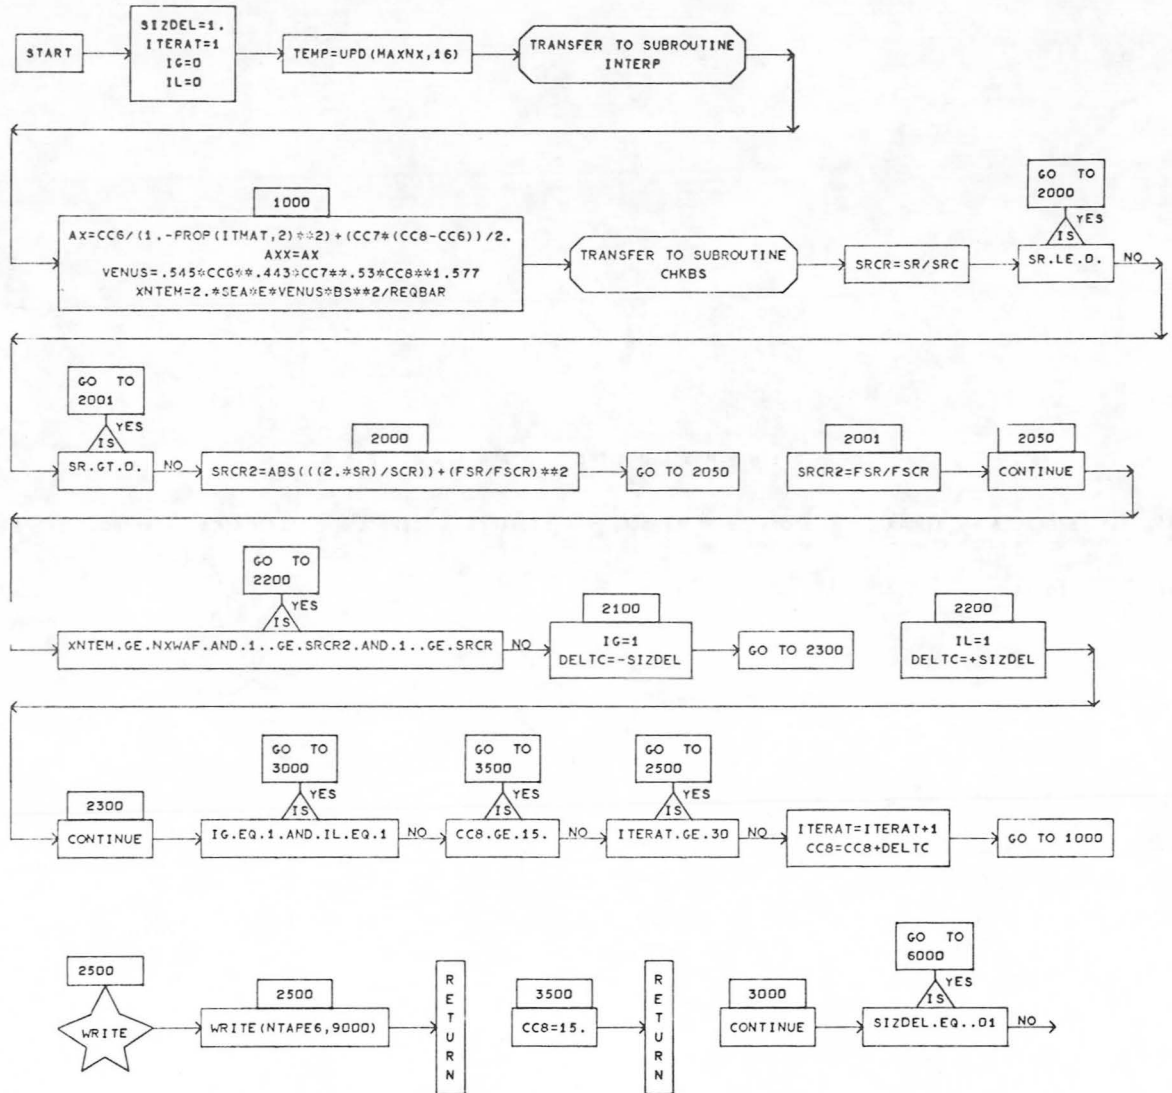 START
SIZDEL=1.
ITERAT=1
IG=0
IL=0
TEMP=UPD(MAXNX,16)
TRANSFER TO SUBROUTINE
INTERP
1000
AX=CC6/(1.-PROP(ITMAT,2)**2)+(CC7*(CC8-CC6))/2.
AXX=AX
VENUS=.545*CC6**.443*CC7**.53*CC8**1.577
XNTEM=2.*SEA*E*VENUS*BS**2/REQBAR
TRANSFER TO SUBROUTINE
CHKBS
SRCR=SR/SRC
GO TO
2000
YES
IS
SR.LE.0.
NO
GO TO
2001
YES
IS
SR.GT.0.
NO
2000
SRCR2=ABS(((2.*SR)/SCR))+(FSR/FSCR)**2
GO TO 2050
2001
SRCR2=FSR/FSCR
2050
CONTINUE
GO TO
2200
YES
IS
XNTEM.GE.NXWAF.AND.1..GE.SRCR2.AND.1..GE.SRCR
NO
2100
IG=1
DELTC=-SIZDEL
GO TO 2300
2200
IL=1
DELTC=+SIZDEL
2300
CONTINUE
GO TO
3000
YES
IS
IG.EQ.1.AND.IL.EQ.1
NO
GO TO
3500
YES
IS
CC8.GE.15.
NO
GO TO
2500
YES
IS
ITERAT.GE.30
NO
ITERAT=ITERAT+1
CC8=CC8+DELTC
GO TO 1000
2500
WRITE
2500
WRITE(NTAPE6,9000)
RETURN
3500
CC8=15.
RETURN
3000
CONTINUE
GO TO
6000
YES
IS
SIZDEL.EQ..01
NO